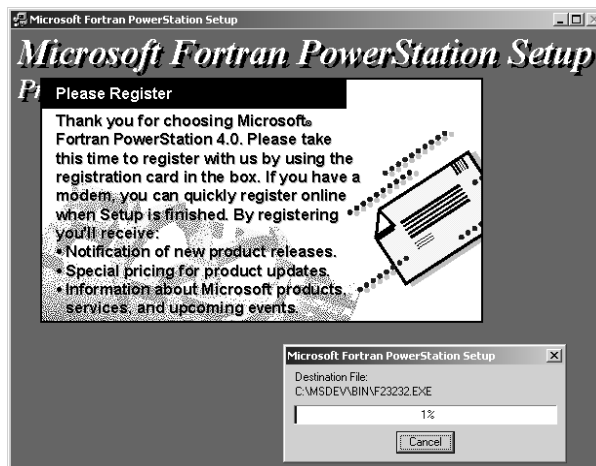 Microsoft Fortran PowerStation Setup
Microsoft Fortran PowerStation Setup
Please Register
Thank you for choosing Microsoft®
Fortran PowerStation 4.0. Please take
this time to register with us by using the
registration card in the box. If you have a
modem, you can quickly register online
when Setup is finished. By registering
you'll receive:
• Notification of new product releases.
• Special pricing for product updates.
• Information about Microsoft products,
services, and upcoming events.
Microsoft Fortran PowerStation Setup
Destination File:
C:\MSDEV\BIN\F23232.EXE
1%
Cancel